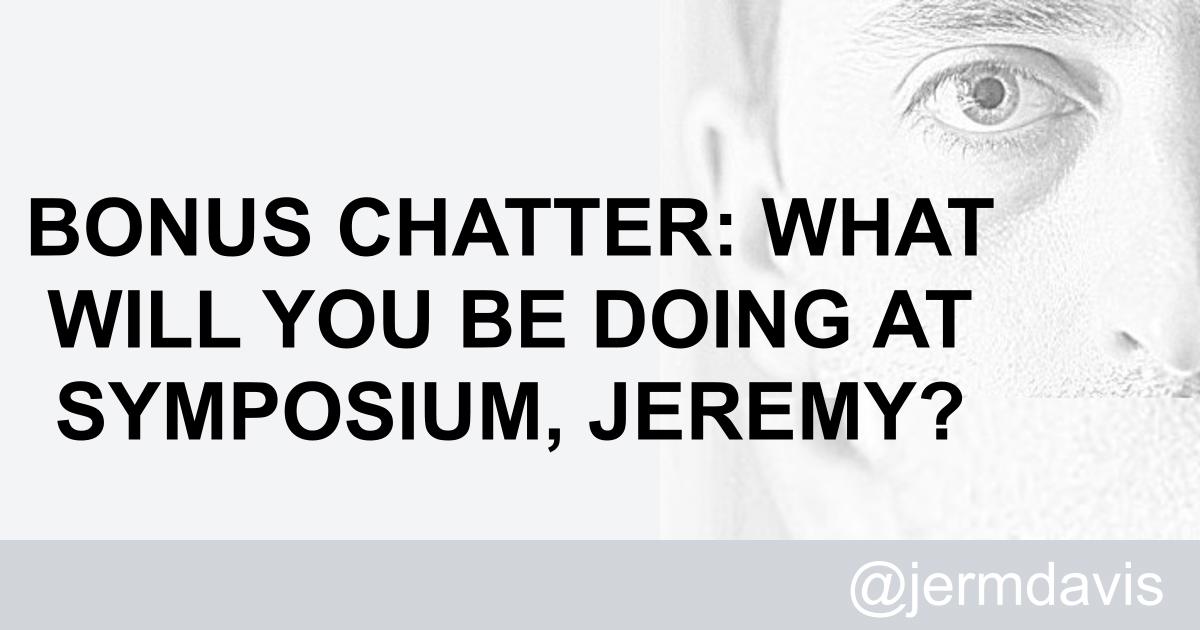 BONUS CHATTER: WHAT
WILL YOU BE DOING AT
SYMPOSIUM, JEREMY?
@jermdavis